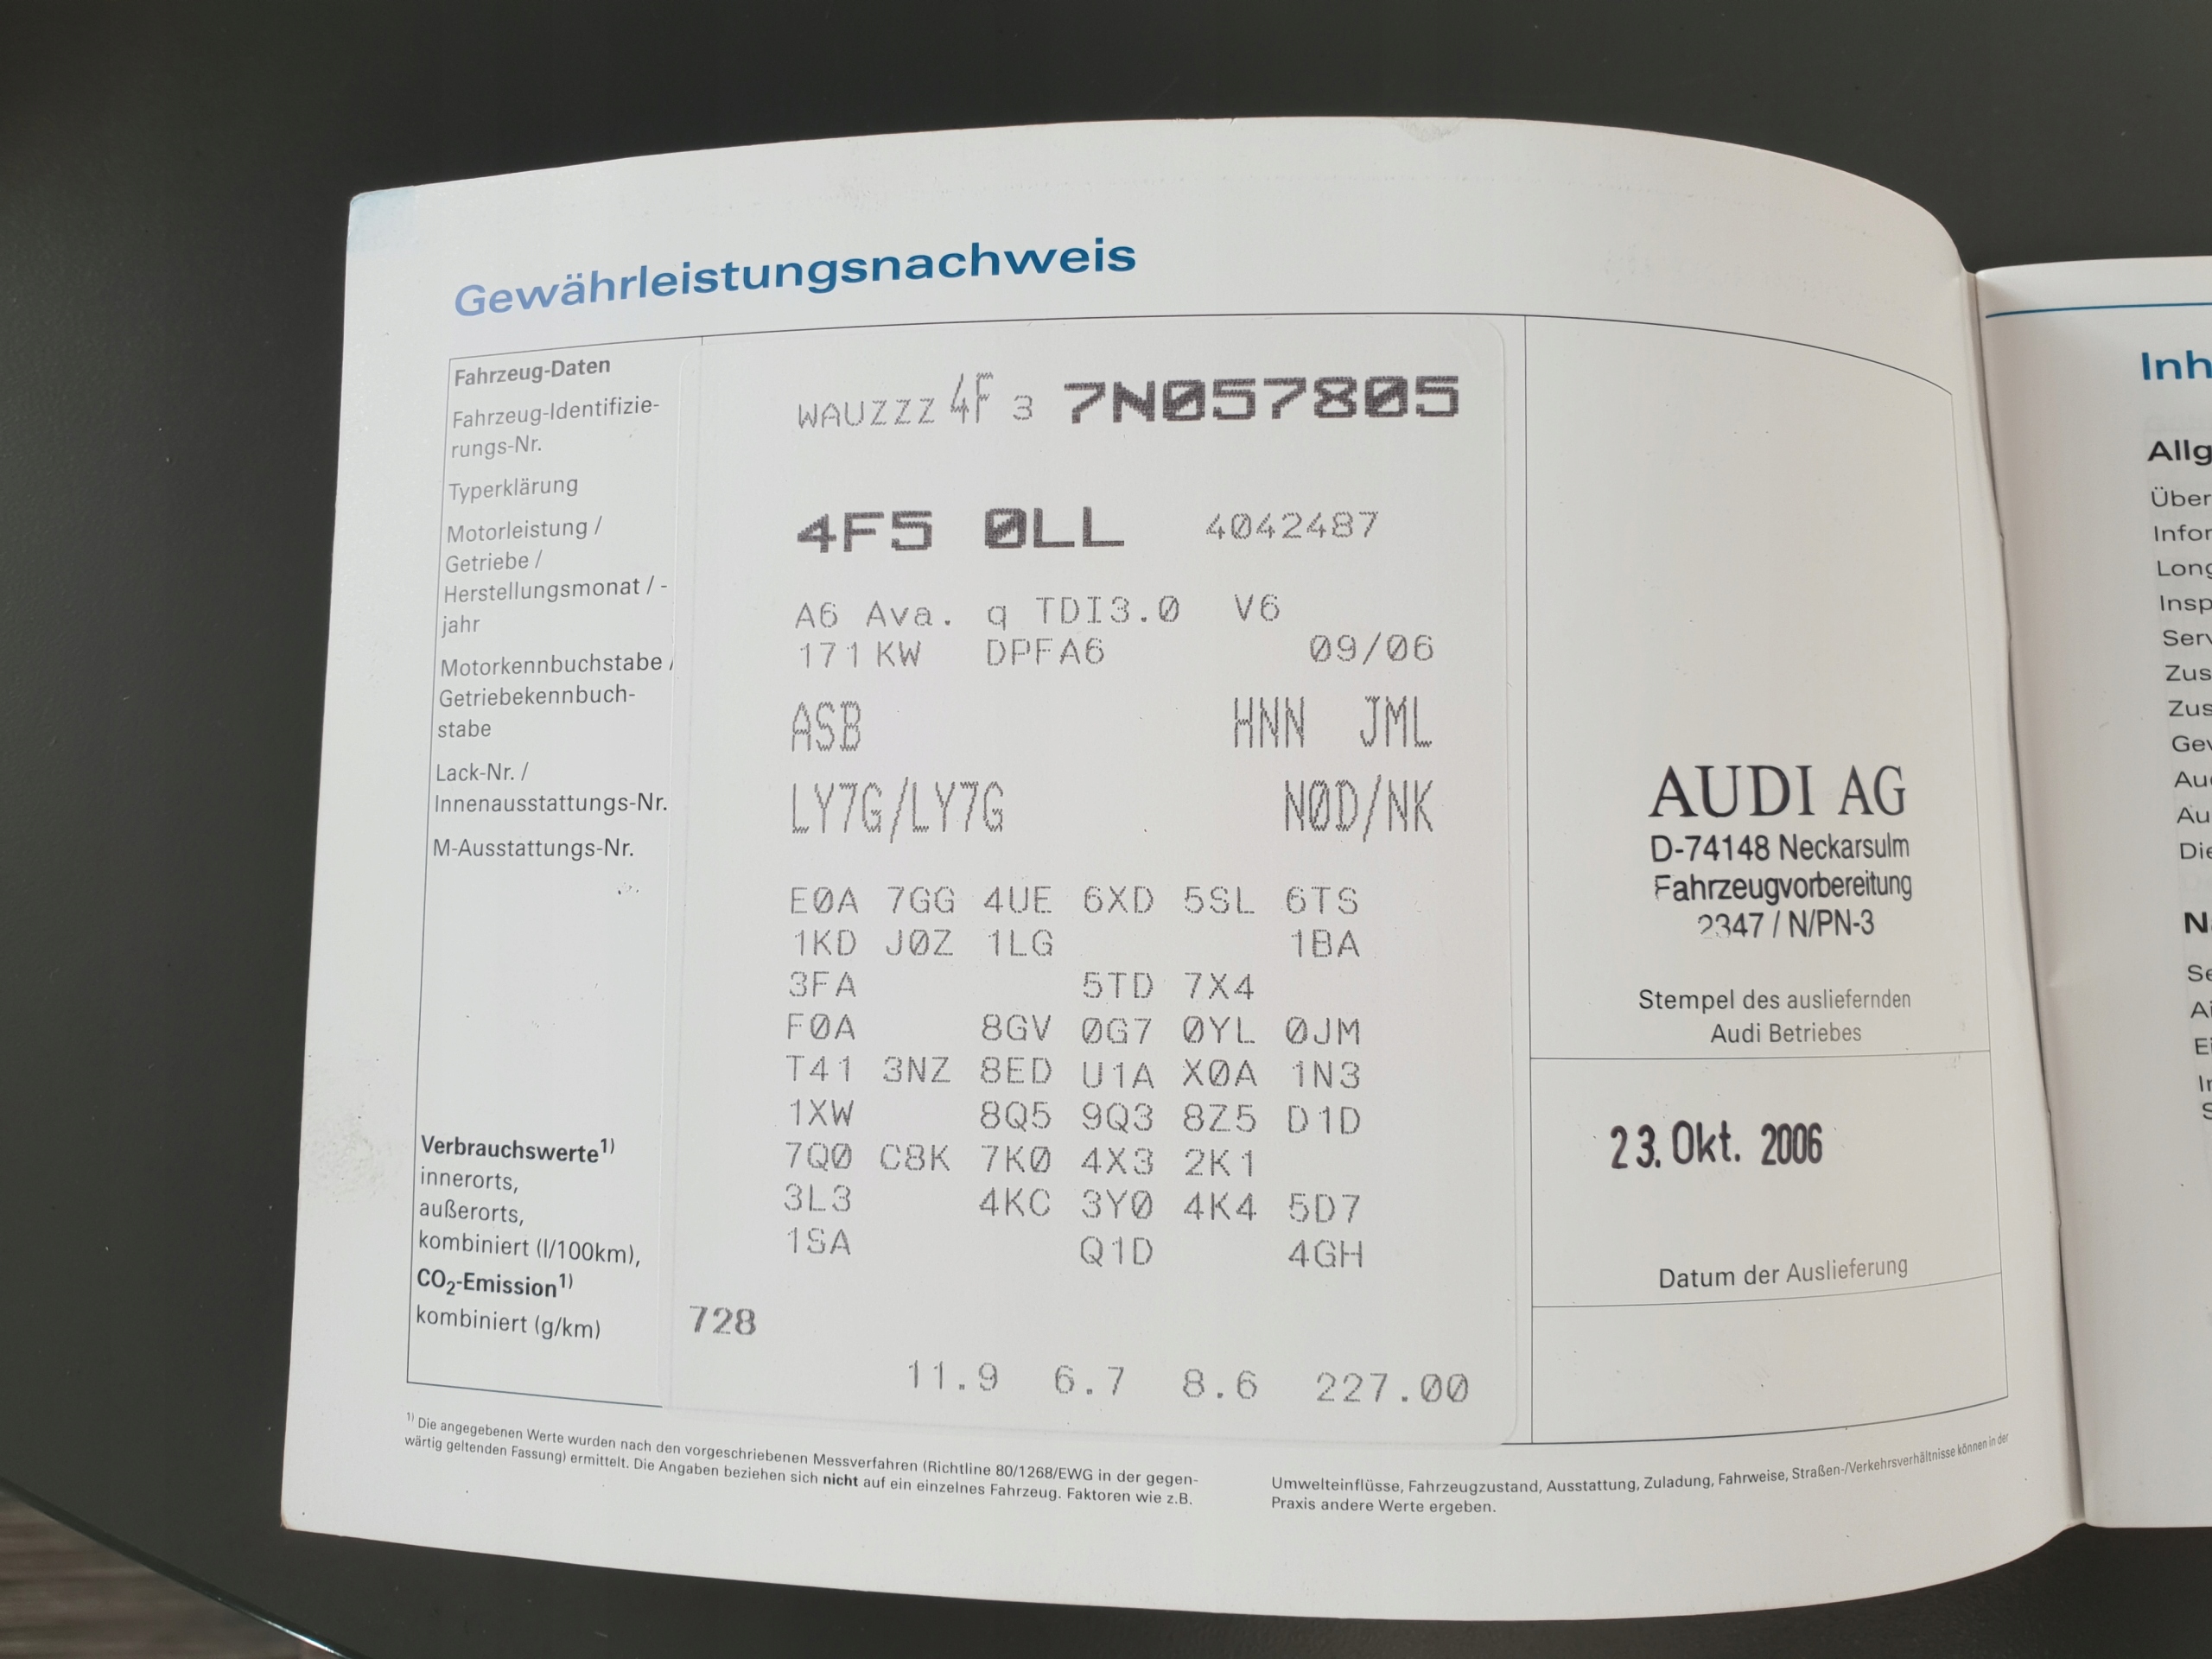 Gewährleistungsnachweis
Fahrzeug-Daten
Fahrzeug-Identifizie-
rungs-Nr.
Typerklärung
Motorleistung /
Getriebe /
Herstellungsmonat / -
jahr
Motorkennbuchstabe /
Getriebekennbuch-
stabe
Lack-Nr. /
Innenausstattungs-Nr.
M-Ausstattungs-Nr.
Verbrauchswerte1)
innerorts,
außerorts,
kombiniert (l/100km),
CO2-Emission1)
kombiniert (g/km)
WAUZZZ 4F 3 7N057805
4F5 0LL 4042487
A6 Ava. q TDI3.0 V6
171 KW DPFA6 09/06
ASB HNN JML
LY7G/LY7G N0D/NK
E0A 7GG 4UE 6XD 5SL 6TS
1KD J0Z 1LG 1BA
3FA 5TD 7X4
F0A 8GV 0G7 0YL 0JM
T41 3NZ 8ED U1A X0A 1N3
1XW 8Q5 9Q3 8Z5 D1D
7Q0 C8K 7K0 4X3 2K1
3L3 4KC 3Y0 4K4 5D7
1SA Q1D 4GH
728
11.9 6.7 8.6 227.00
AUDI AG
D-74148 Neckarsulm
Fahrzeugvorbereitung
2347 / N/PN-3
Stempel des ausliefernden
Audi Betriebes
23. Okt. 2006
Datum der Auslieferung
1) Die angegebenen Werte wurden nach den vorgeschriebenen Messverfahren (Richtline 80/1268/EWG in der gegen-
wärtig geltenden Fassung) ermittelt. Die Angaben beziehen sich nicht auf ein einzelnes Fahrzeug. Faktoren wie z.B.
Umwelteinflüsse, Fahrzeugzustand, Ausstattung, Zuladung, Fahrweise, Straßen-/Verkehrsverhältnisse können in der
Praxis andere Werte ergeben.
Inh
Allg
Über
Infor
Long
Insp
Serv
Zus
Zus
Gev
Au
Die